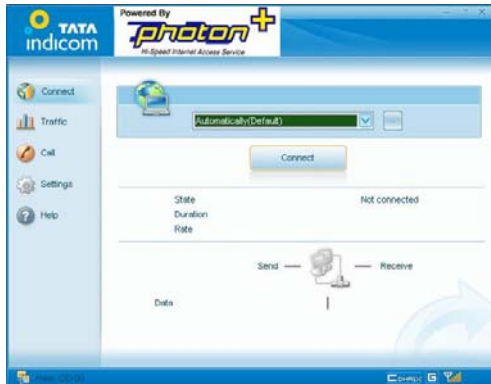 TATA
indicom
Powered By
photon+
Hi-Speed Internet Access Service
Connect
Traffic
Call
Settings
Help
Automatically(Default)
Connect
State Not connected
Duration
Rate
Send Receive
Data
G